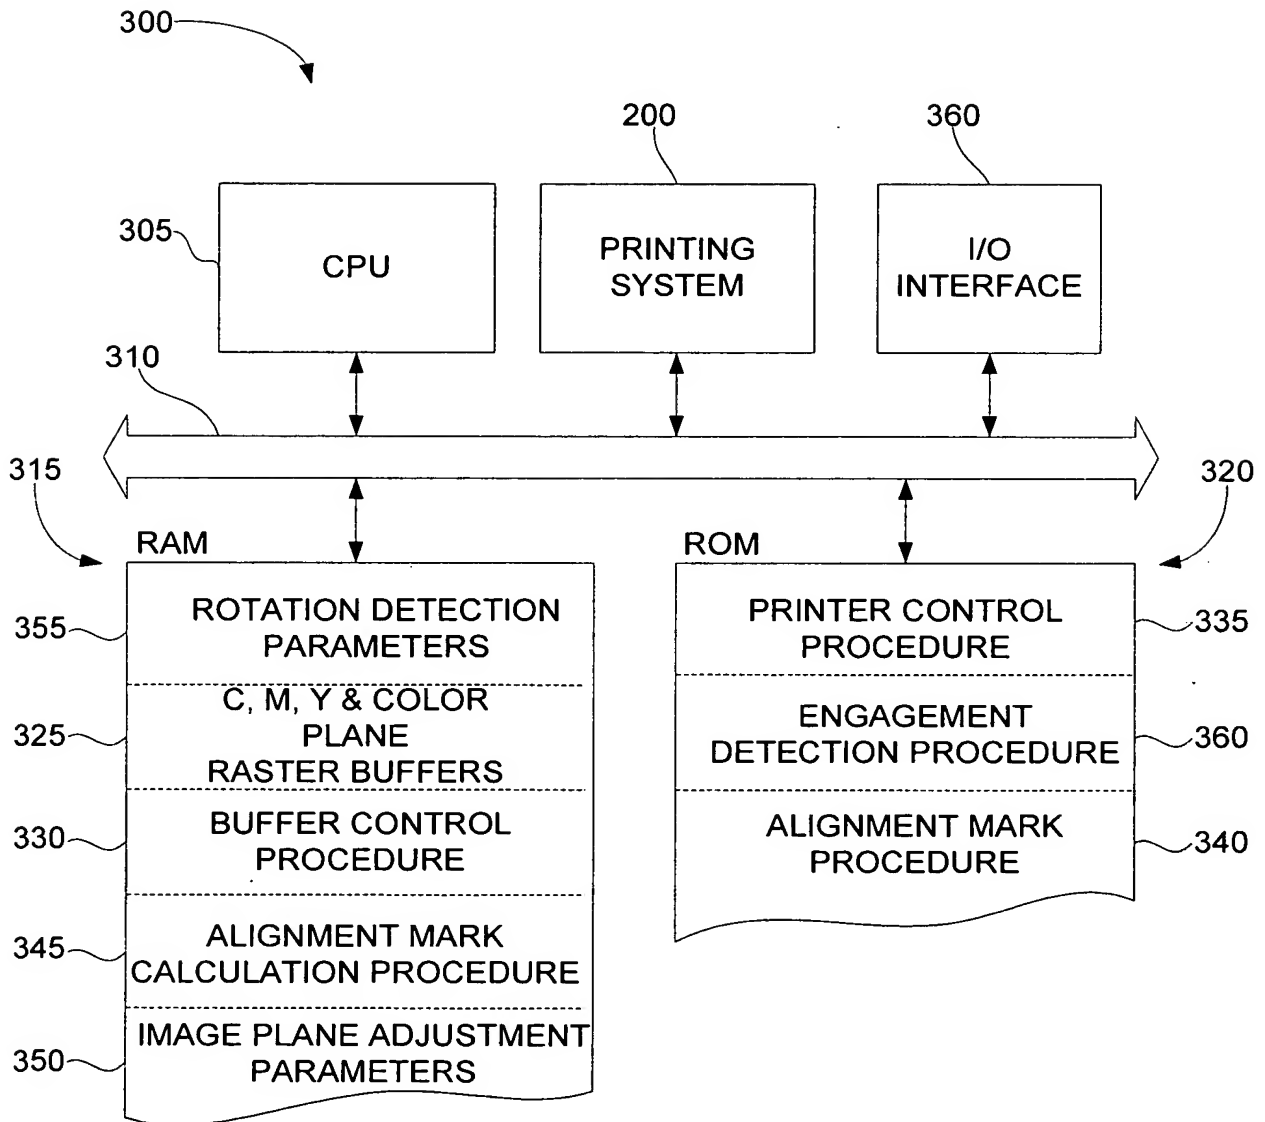 300
200
360
305
CPU
PRINTING
SYSTEM
I/O
INTERFACE
310
315
320
RAM
ROM
355
ROTATION DETECTION
PARAMETERS
PRINTER CONTROL
PROCEDURE
335
325
C, M, Y & COLOR
PLANE
RASTER BUFFERS
ENGAGEMENT
DETECTION PROCEDURE
360
330
BUFFER CONTROL
PROCEDURE
ALIGNMENT MARK
PROCEDURE
340
345
ALIGNMENT MARK
CALCULATION PROCEDURE
350
IMAGE PLANE ADJUSTMENT
PARAMETERS